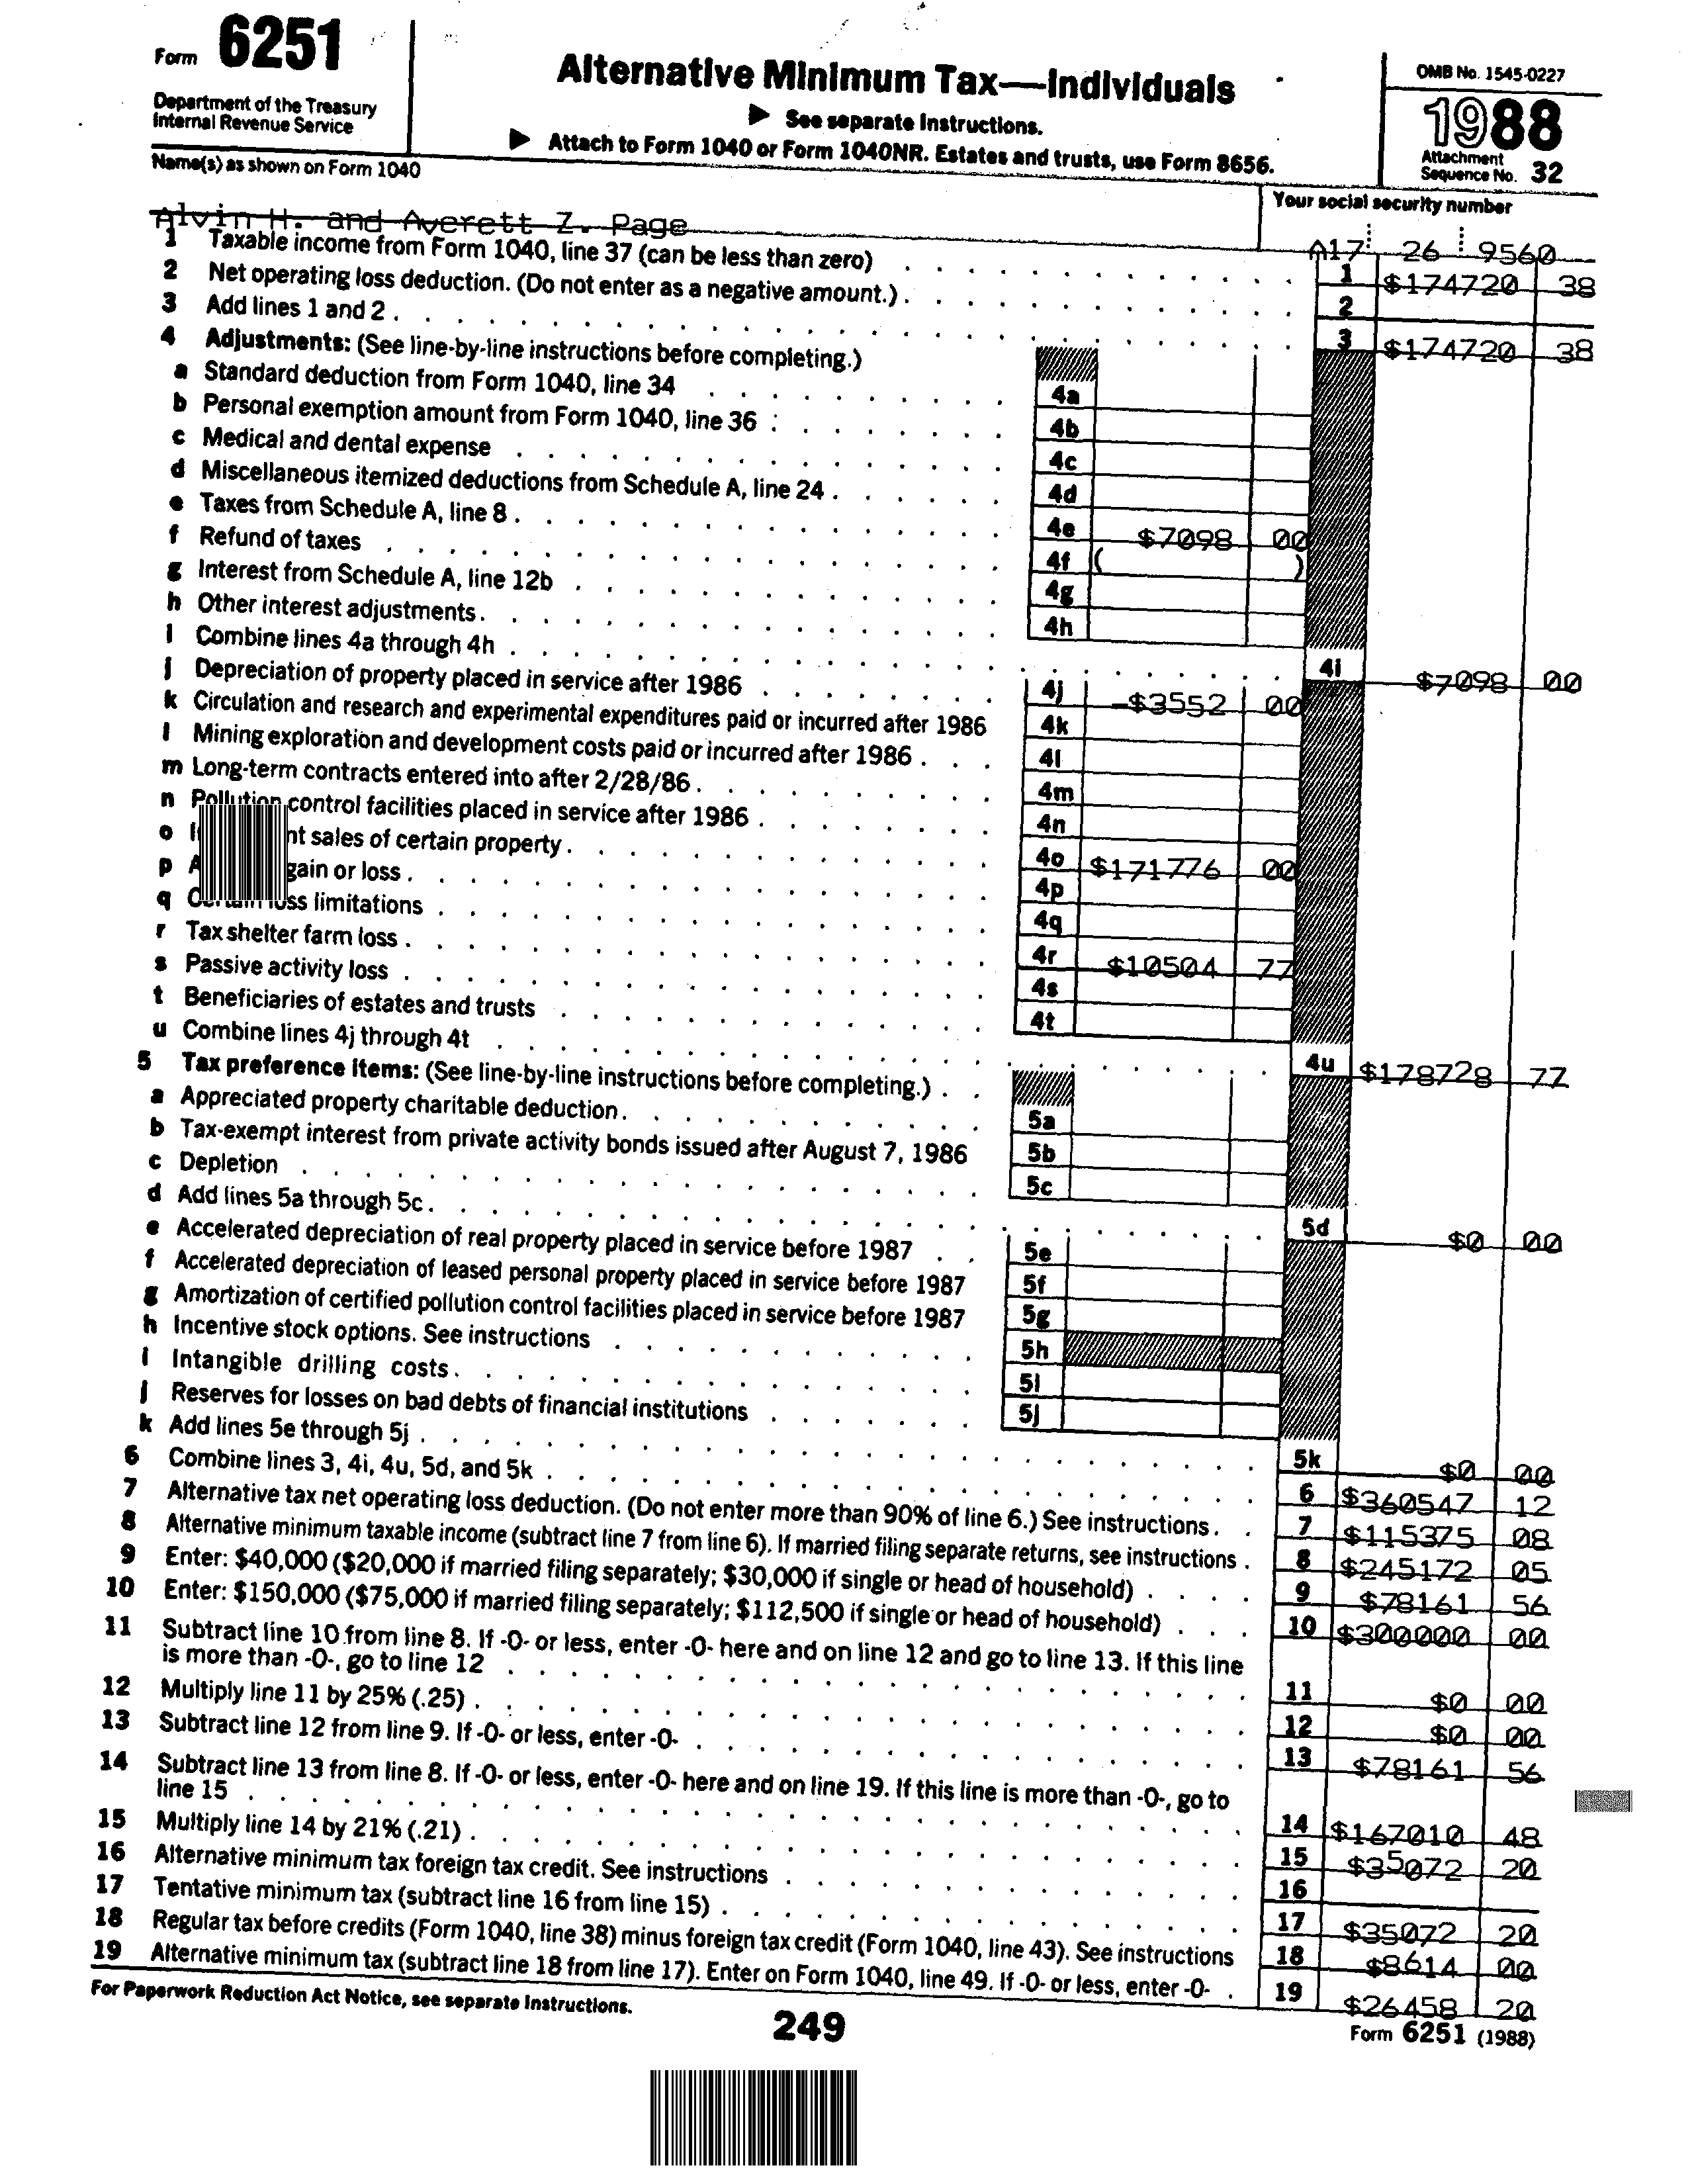 Form 6251
Department of the Treasury
Internal Revenue Service
Alternative Minimum Tax—Individuals
▶ See separate Instructions.
▶ Attach to Form 1040 or Form 1040NR. Estates and trusts, use Form 8656.
OMB No. 1545-0227
1988
Attachment
Sequence No. 32
Name(s) as shown on Form 1040
Your social security number
Alvin H. and Averett Z. Page
17 26 9560
1 Taxable income from Form 1040, line 37 (can be less than zero) 1 $174720 38
2 Net operating loss deduction. (Do not enter as a negative amount.) 2
3 Add lines 1 and 2 3 $174720 38
4 Adjustments: (See line-by-line instructions before completing.)
a Standard deduction from Form 1040, line 34 4a
b Personal exemption amount from Form 1040, line 36 4b
c Medical and dental expense 4c
d Miscellaneous itemized deductions from Schedule A, line 24 4d
e Taxes from Schedule A, line 8 4e $7098 00
f Refund of taxes 4f ( )
g Interest from Schedule A, line 12b 4g
h Other interest adjustments 4h
i Combine lines 4a through 4h 4i $7098 00
j Depreciation of property placed in service after 1986 4j -$3552 00
k Circulation and research and experimental expenditures paid or incurred after 1986 4k
l Mining exploration and development costs paid or incurred after 1986 4l
m Long-term contracts entered into after 2/28/86 4m
n Pollution control facilities placed in service after 1986 4n
o sales of certain property 4o $171776 00
p gain or loss 4p
q loss limitations 4q
r Tax shelter farm loss 4r $10504 77
s Passive activity loss 4s
t Beneficiaries of estates and trusts 4t
u Combine lines 4j through 4t 4u $178728 77
5 Tax preference items: (See line-by-line instructions before completing.)
a Appreciated property charitable deduction 5a
b Tax-exempt interest from private activity bonds issued after August 7, 1986 5b
c Depletion 5c
d Add lines 5a through 5c 5d $0 00
e Accelerated depreciation of real property placed in service before 1987 5e
f Accelerated depreciation of leased personal property placed in service before 1987 5f
g Amortization of certified pollution control facilities placed in service before 1987 5g
h Incentive stock options. See instructions 5h
i Intangible drilling costs 5i
j Reserves for losses on bad debts of financial institutions 5j
k Add lines 5e through 5j 5k $0 00
6 Combine lines 3, 4i, 4u, 5d, and 5k 6 $360547 12
7 Alternative tax net operating loss deduction. (Do not enter more than 90% of line 6.) See instructions 7 $115375 08
8 Alternative minimum taxable income (subtract line 7 from line 6). If married filing separate returns, see instructions 8 $245172 05
9 Enter: $40,000 ($20,000 if married filing separately; $30,000 if single or head of household) 9 $78161 56
10 Enter: $150,000 ($75,000 if married filing separately; $112,500 if single or head of household) 10 $300000 00
11 Subtract line 10 from line 8. If -0- or less, enter -0- here and on line 12 and go to line 13. If this line
is more than -0-, go to line 12 11 $0 00
12 Multiply line 11 by 25% (.25) 12 $0 00
13 Subtract line 12 from line 9. If -0- or less, enter -0- 13 $78161 56
14 Subtract line 13 from line 8. If -0- or less, enter -0- here and on line 19. If this line is more than -0-, go to
line 15 14 $167010 48
15 Multiply line 14 by 21% (.21) 15 $35072 20
16 Alternative minimum tax foreign tax credit. See instructions 16
17 Tentative minimum tax (subtract line 16 from line 15) 17 $35072 20
18 Regular tax before credits (Form 1040, line 38) minus foreign tax credit (Form 1040, line 43). See instructions 18 $8614 00
19 Alternative minimum tax (subtract line 18 from line 17). Enter on Form 1040, line 49. If -0- or less, enter -0- 19 $26458 20
For Paperwork Reduction Act Notice, see separate Instructions.
249
Form 6251 (1988)